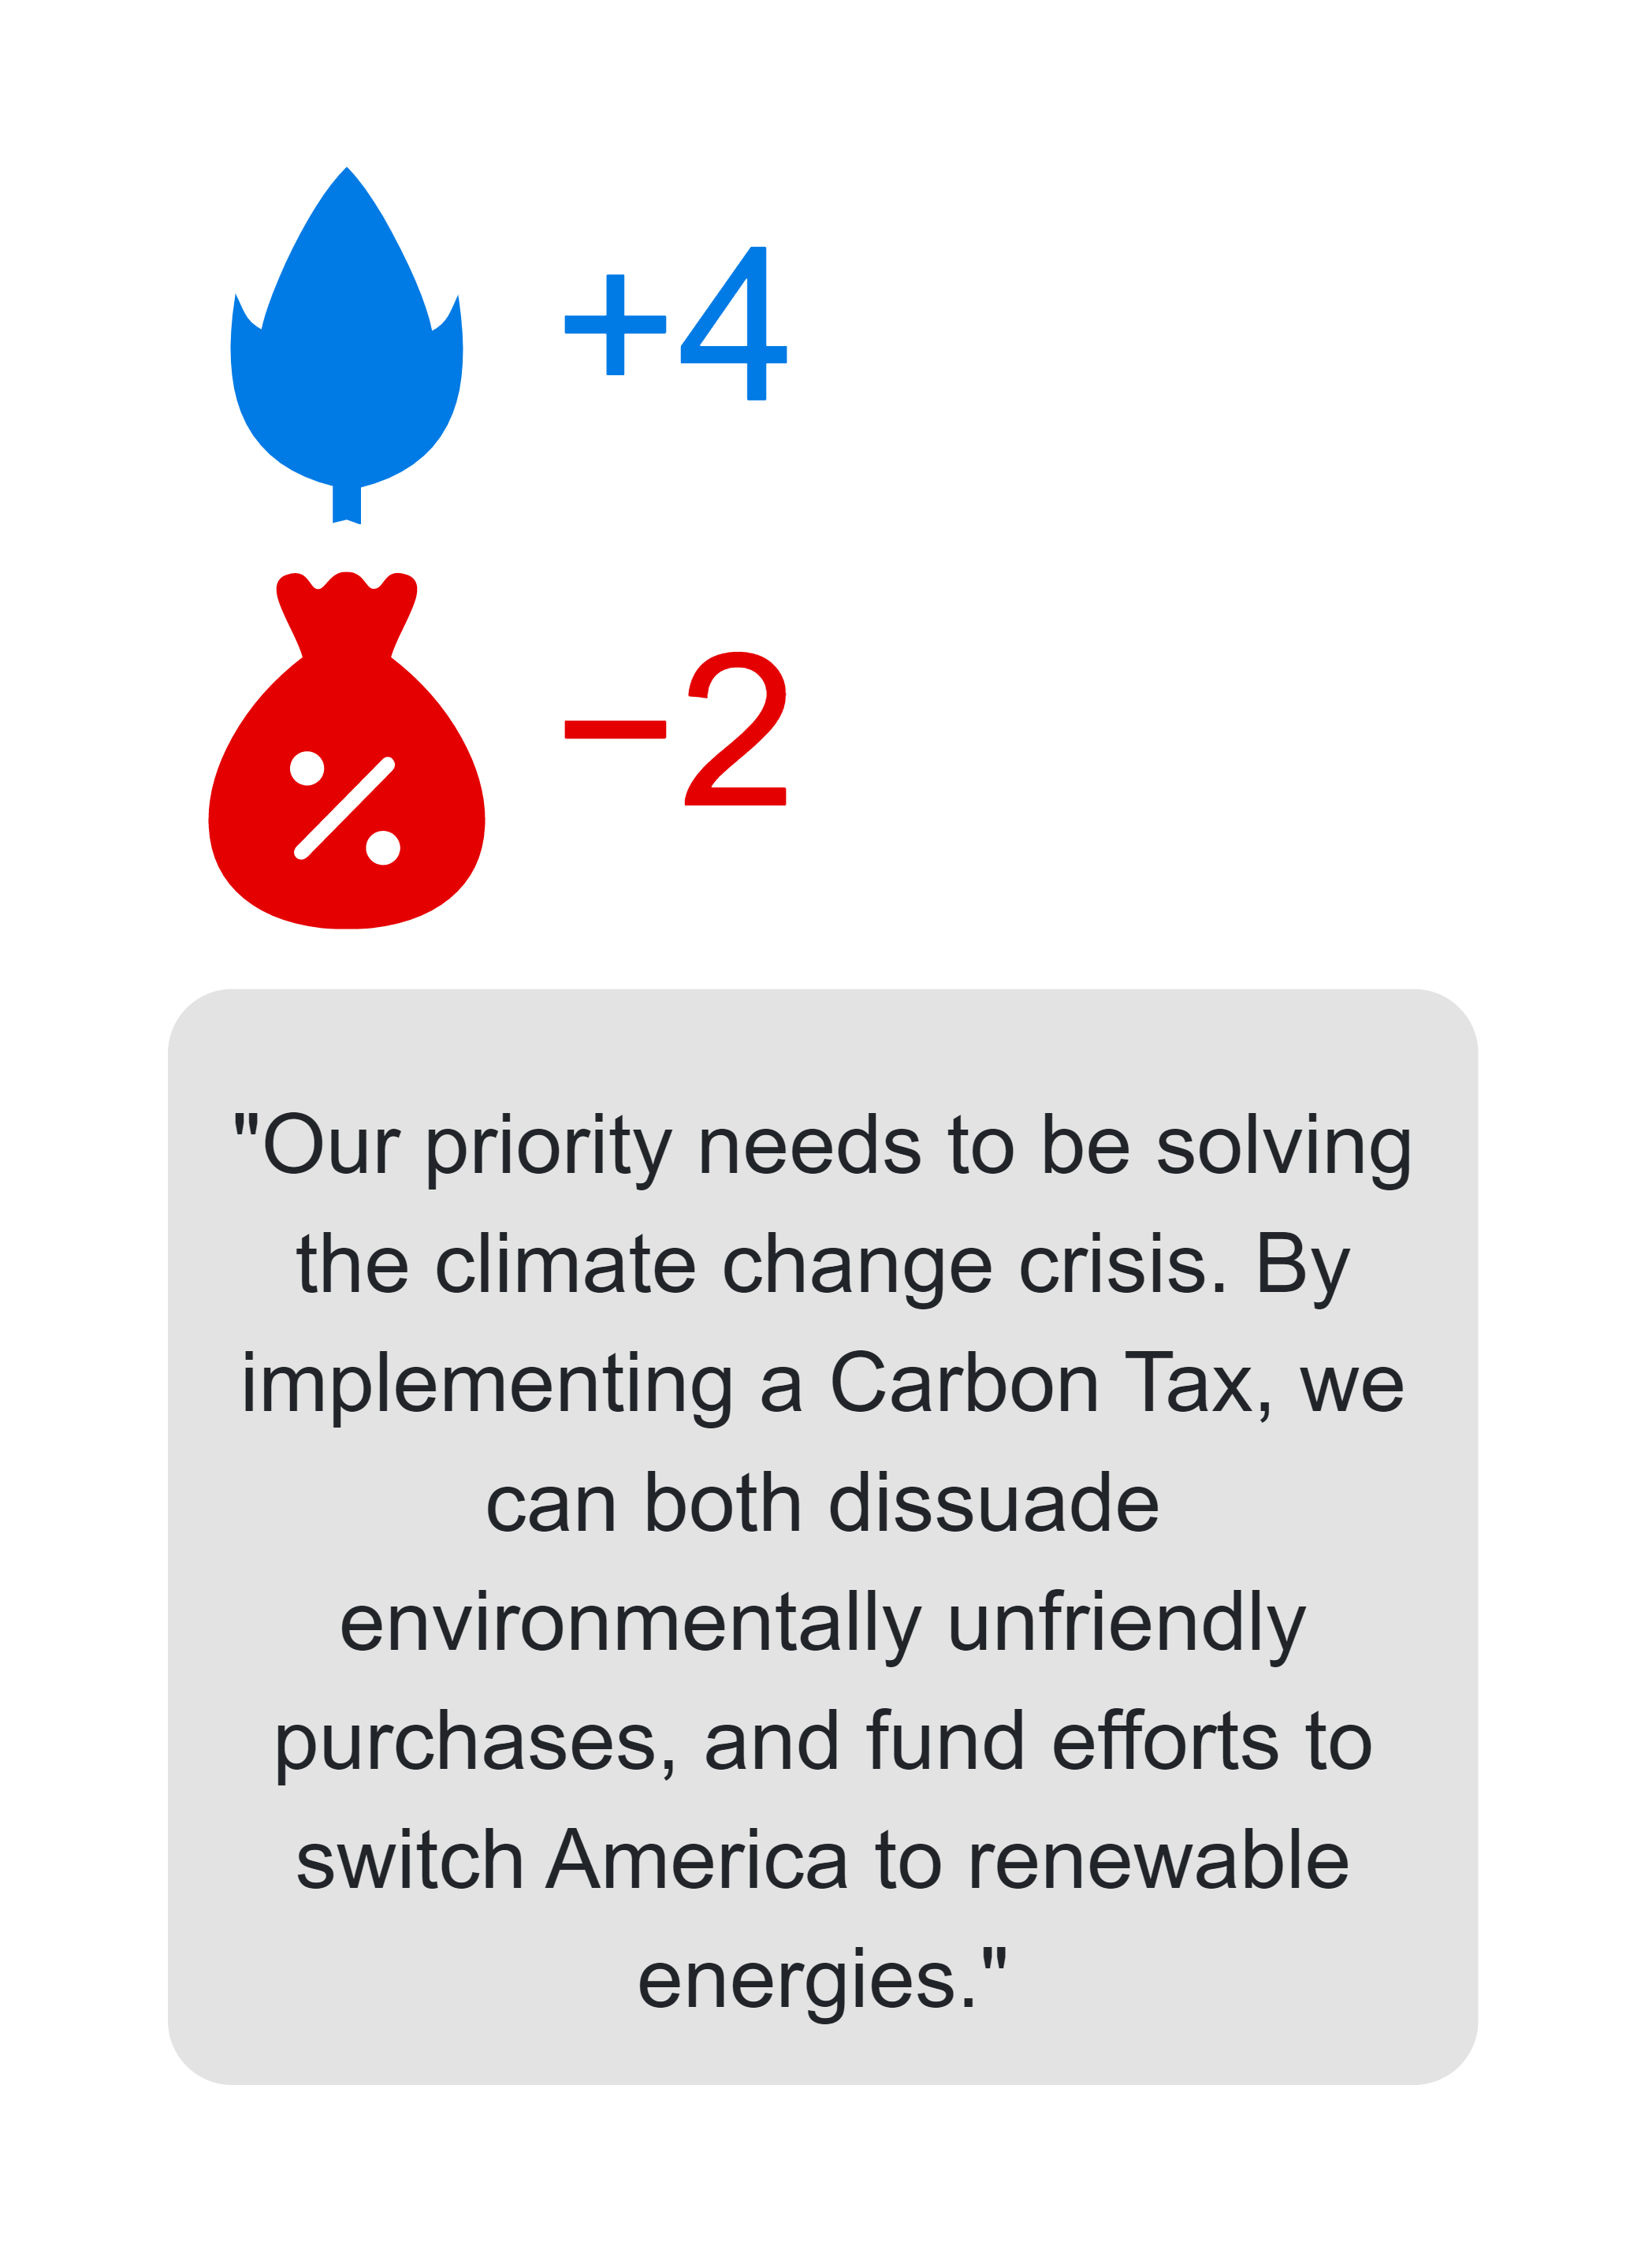 +4
−2
"Our priority needs to be solving
the climate change crisis. By
implementing a Carbon Tax, we
can both dissuade
environmentally unfriendly
purchases, and fund efforts to
switch America to renewable
energies."